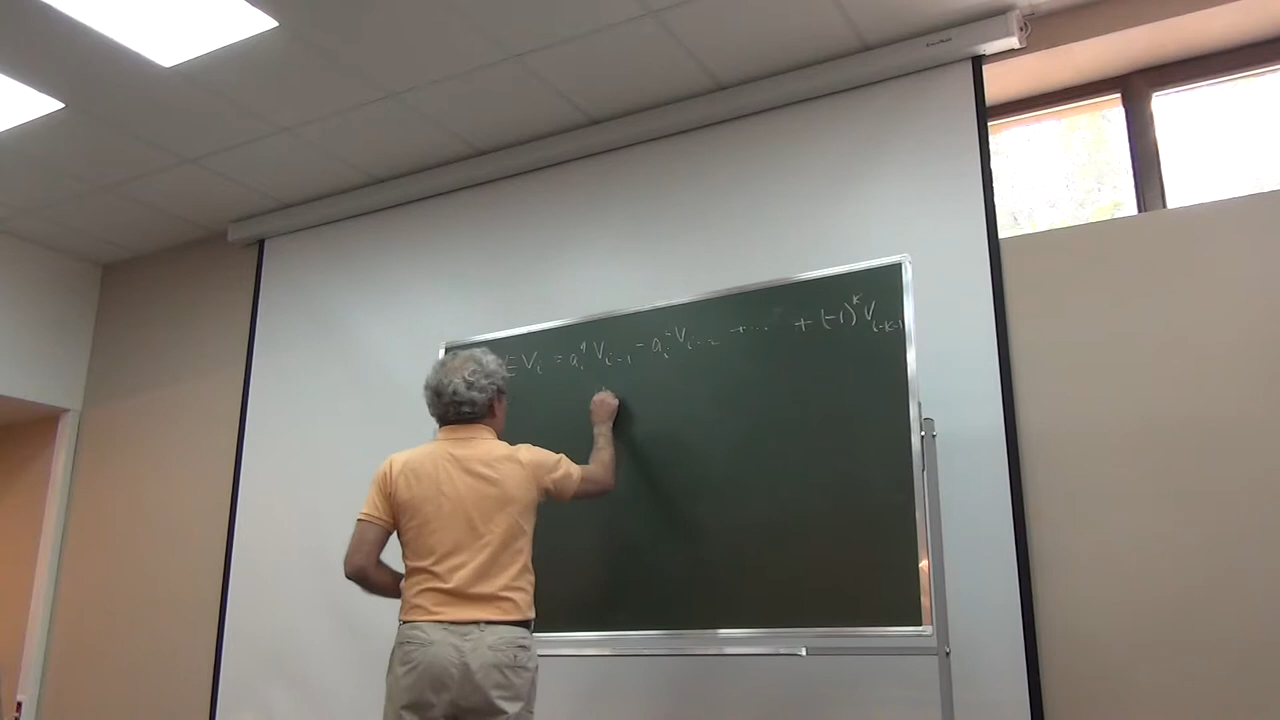 V_i = a_i^1 V_{i-1} - a_i^2 V_{i-2} + ... + (-1)^k V_{i-k-1}